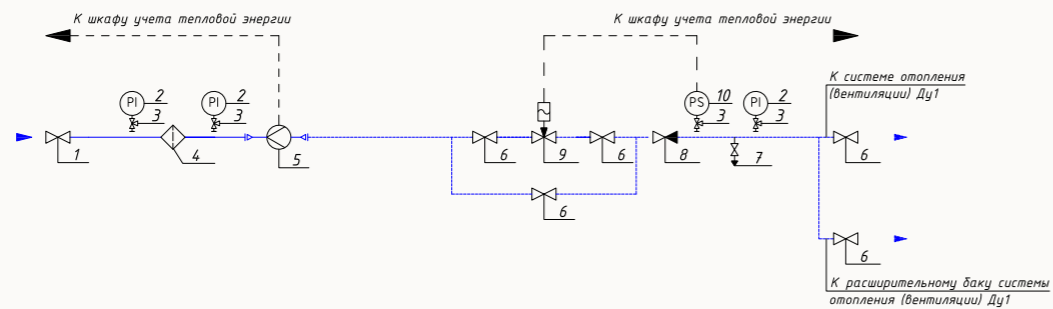 К шкафу учета тепловой энергии
К шкафу учета тепловой энергии
К системе отопления
(вентиляции) Ду1
PI 2
3
PI 2
3
PS 10
3
PI 2
3
1
4
5
6
9
6
8
7
6
6
6
К расширительному баку системы
отопления (вентиляции) Ду1